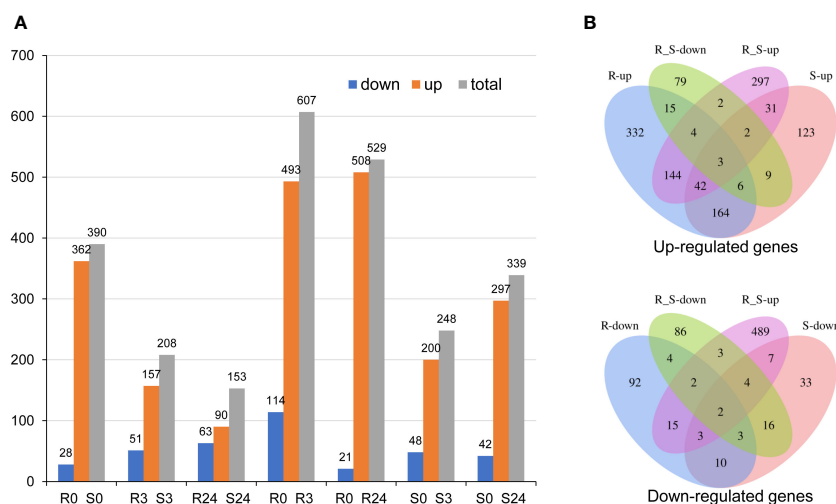 A
B
700
600
500
400
300
200
100
0
down up total
28 362 390
51 157 208
63 90 153
114 493 607
21 508 529
48 200 248
42 297 339
R0 S0 R3 S3 R24 S24 R0 R3 R0 R24 S0 S3 S0 S24
R_S-down R_S-up
R-up S-up
79 297
15 2 31
332 4 2 123
3
144 42 6 9
164
Up-regulated genes
R_S-down R_S-up
R-down S-down
86 489
4 3 7
92 2 4 33
2
15 3 3 16
10
Down-regulated genes